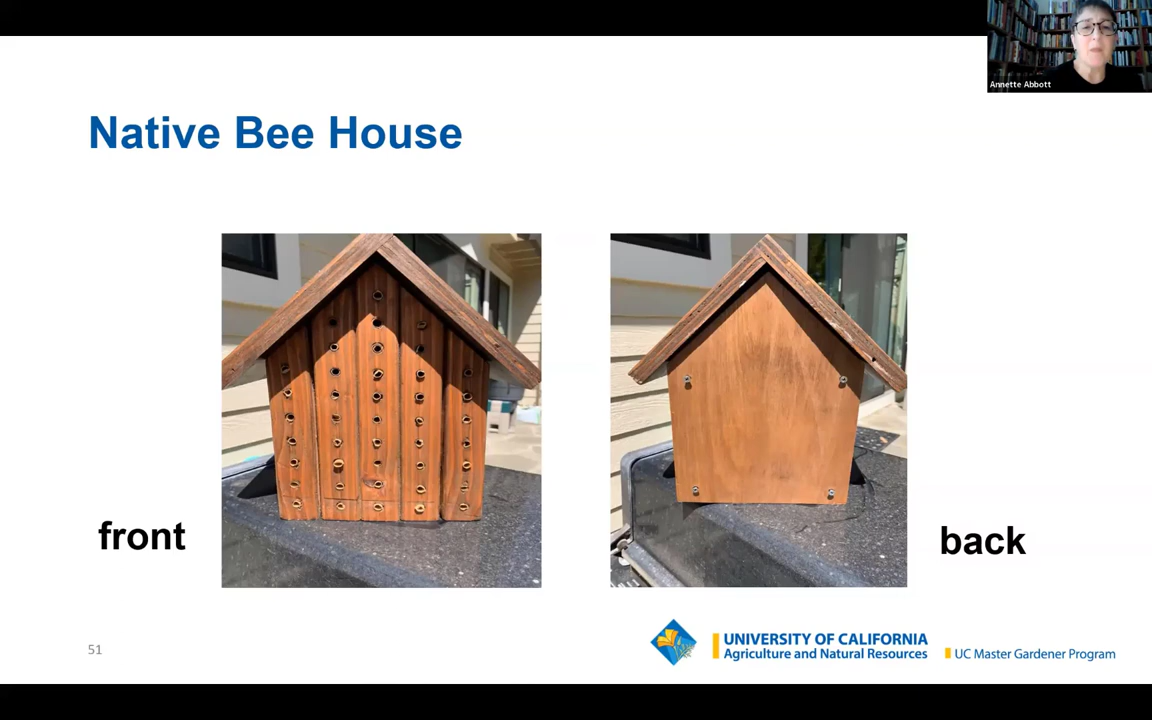 Annette Abbott
Native Bee House
front
back
51
UNIVERSITY OF CALIFORNIA
Agriculture and Natural Resources
UC Master Gardener Program